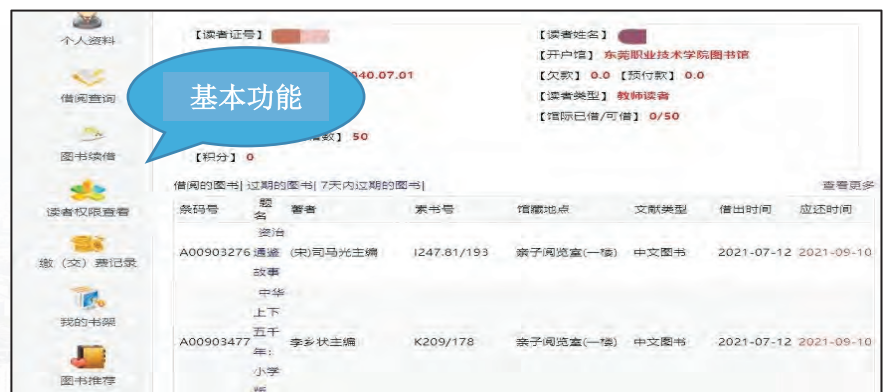 个人资料
借阅查询
图书续借
读者权限查看
缴（交）费记录
我的书架
图书推荐
基本功能
【读者证号】
【读者姓名】
【开户馆】东莞职业技术学院图书馆
040.07.01
【欠款】0.0 【预付款】0.0
【读者类型】教师读者
【馆际已借/可借】0/50
借数】50
【积分】0
借阅的图书| 过期的图书| 7天内过期的图书|
查看更多
条码号 题名 著者 索书号 馆藏地点 文献类型 借出时间 应还时间
A00903276 资治通鉴故事 (宋)司马光主编 I247.81/193 亲子阅览室(一楼) 中文图书 2021-07-12 2021-09-10
A00903477 中华上下五千年：小学版 李乡状主编 K209/178 亲子阅览室(一楼) 中文图书 2021-07-12 2021-09-10